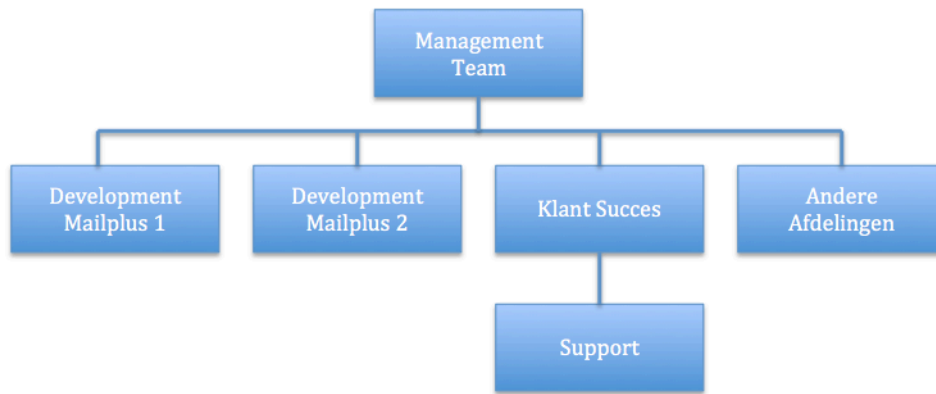 Management
Team
Development
Mailplus 1
Development
Mailplus 2
Klant Succes
Andere
Afdelingen
Support